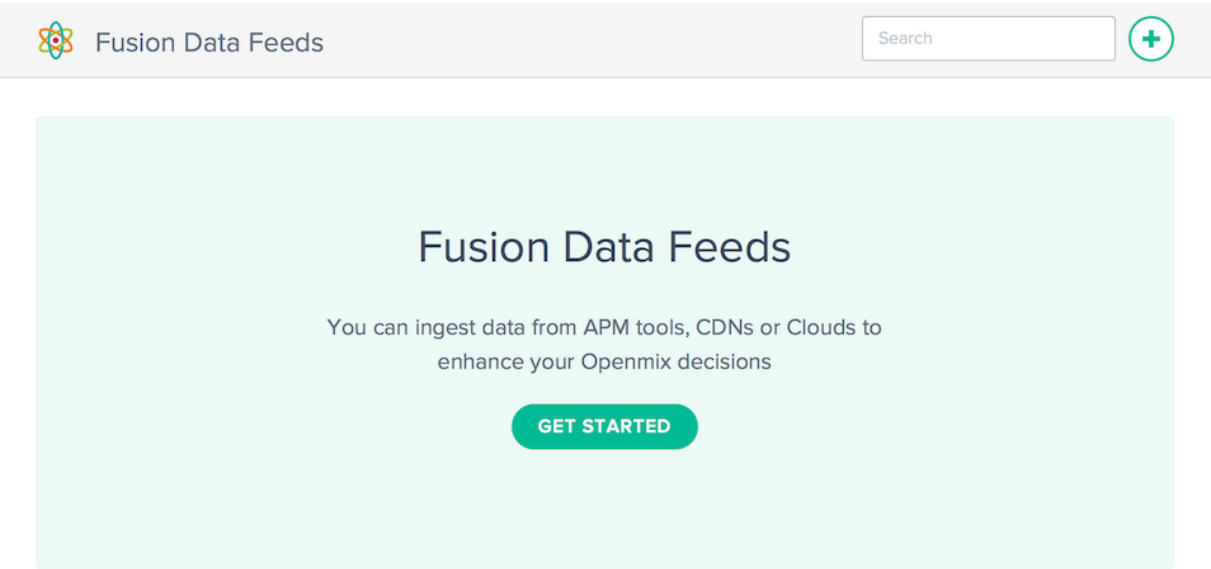 Fusion Data Feeds
Search
Fusion Data Feeds
You can ingest data from APM tools, CDNs or Clouds to
enhance your Openmix decisions
GET STARTED